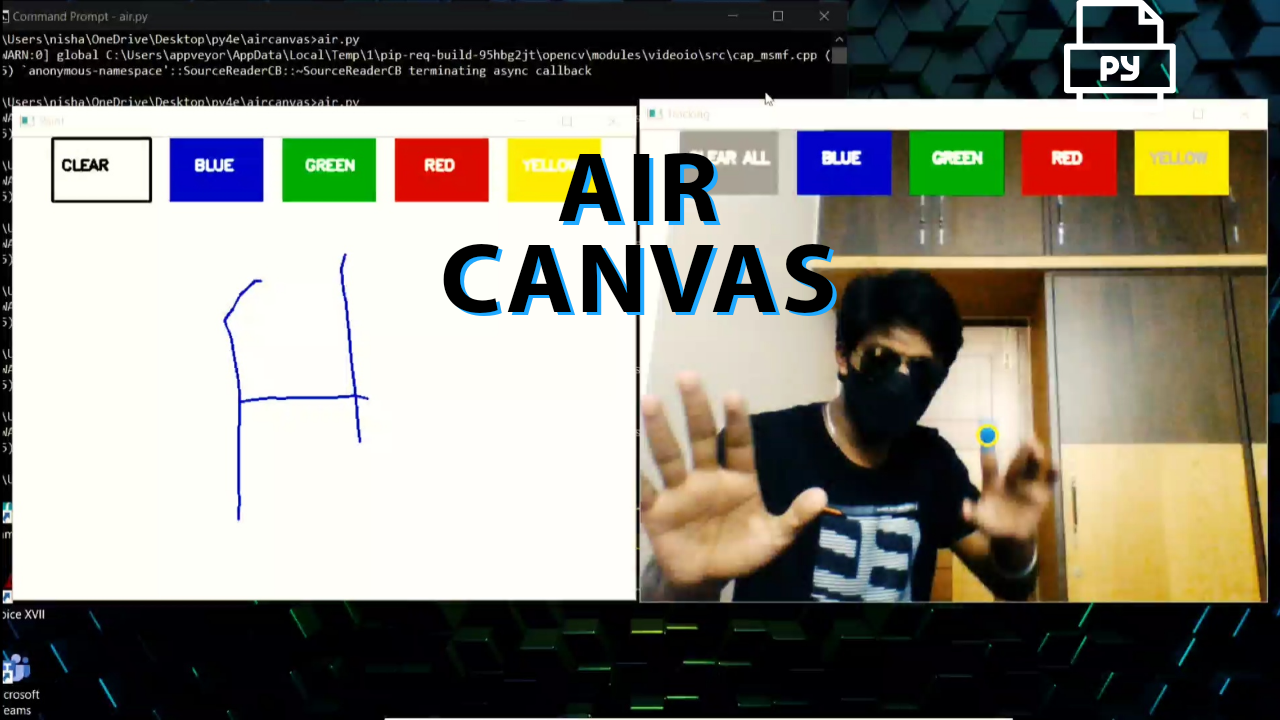 Command Prompt - air.py
\Users\nisha\OneDrive\Desktop\py4e\aircanvas>air.py
WARN:0] global C:\Users\appveyor\AppData\Local\Temp\1\pip-req-build-95hbg2jt\opencv\modules\videoio\src\cap_msmf.cpp (
5) `anonymous-namespace'::SourceReaderCB::~SourceReaderCB terminating async callback
\Users\nisha\OneDrive\Desktop\py4e\aircanvas>air.py
PY
Paint
Tracking
CLEAR
BLUE
GREEN
RED
YELLOW
CLEAR ALL
BLUE
GREEN
RED
YELLOW
AIR
CANVAS
H
oice XVII
crosoft
eams